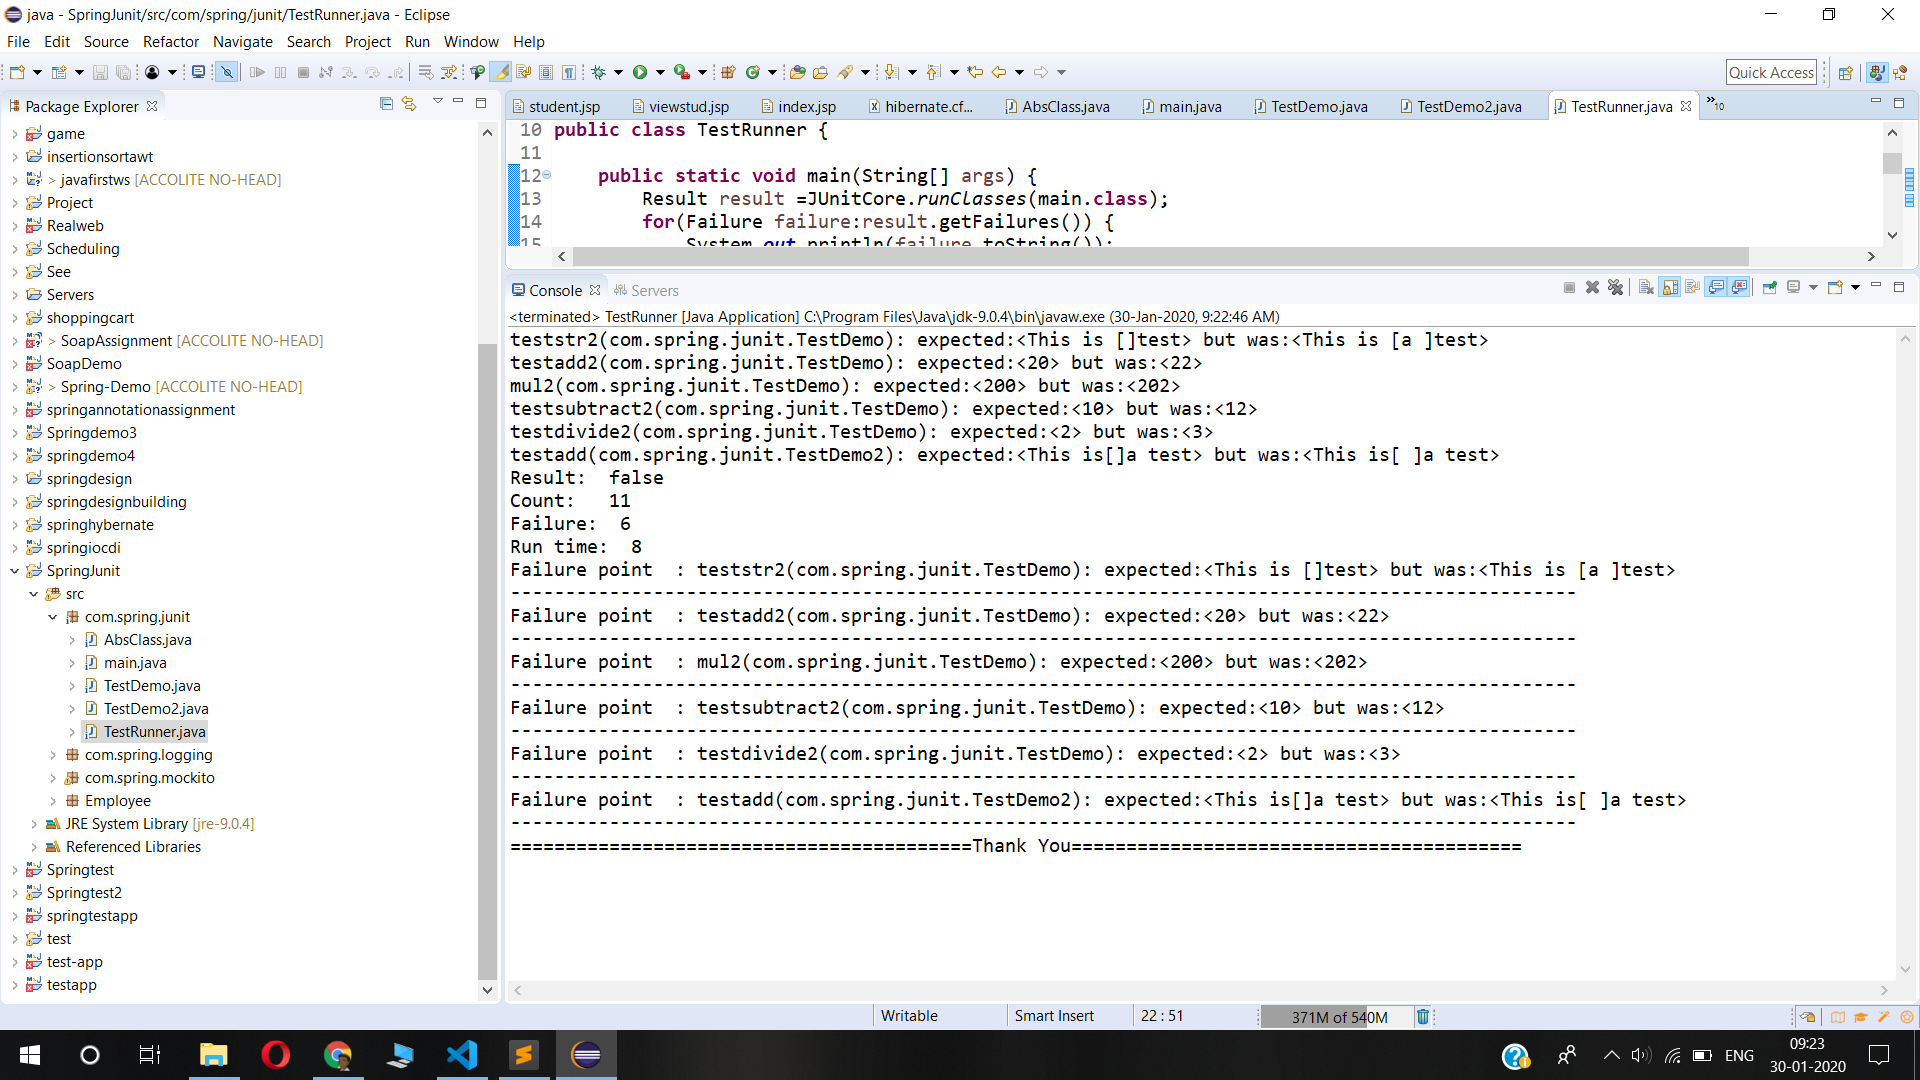 java - SpringJunit/src/com/spring/junit/TestRunner.java - Eclipse
File Edit Source Refactor Navigate Search Project Run Window Help
Quick Access
Package Explorer
game
insertionsortawt
> javafirstws [ACCOLITE NO-HEAD]
Project
Realweb
Scheduling
See
Servers
shoppingcart
> SoapAssignment [ACCOLITE NO-HEAD]
SoapDemo
> Spring-Demo [ACCOLITE NO-HEAD]
springannotationassignment
Springdemo3
springdemo4
springdesign
springdesignbuilding
springhybernate
springiocdi
SpringJunit
src
com.spring.junit
AbsClass.java
main.java
TestDemo.java
TestDemo2.java
TestRunner.java
com.spring.logging
com.spring.mockito
Employee
JRE System Library [jre-9.0.4]
Referenced Libraries
Springtest
Springtest2
springtestapp
test
test-app
testapp
student.jsp viewstud.jsp index.jsp hibernate.cf... AbsClass.java main.java TestDemo.java TestDemo2.java TestRunner.java »10
10 public class TestRunner {
11
12 public static void main(String[] args) {
13 Result result =JUnitCore.runClasses(main.class);
14 for(Failure failure:result.getFailures()) {
15 System.out.println(failure.toString());
Console Servers
<terminated> TestRunner [Java Application] C:\Program Files\Java\jdk-9.0.4\bin\javaw.exe (30-Jan-2020, 9:22:46 AM)
teststr2(com.spring.junit.TestDemo): expected:<This is []test> but was:<This is [a ]test>
testadd2(com.spring.junit.TestDemo): expected:<20> but was:<22>
mul2(com.spring.junit.TestDemo): expected:<200> but was:<202>
testsubtract2(com.spring.junit.TestDemo): expected:<10> but was:<12>
testdivide2(com.spring.junit.TestDemo): expected:<2> but was:<3>
testadd(com.spring.junit.TestDemo2): expected:<This is[]a test> but was:<This is[ ]a test>
Result:  false
Count:   11
Failure:  6
Run time:  8
Failure point  : teststr2(com.spring.junit.TestDemo): expected:<This is []test> but was:<This is [a ]test>
-------------------------------------------------------------------------------------------------
Failure point  : testadd2(com.spring.junit.TestDemo): expected:<20> but was:<22>
-------------------------------------------------------------------------------------------------
Failure point  : mul2(com.spring.junit.TestDemo): expected:<200> but was:<202>
-------------------------------------------------------------------------------------------------
Failure point  : testsubtract2(com.spring.junit.TestDemo): expected:<10> but was:<12>
-------------------------------------------------------------------------------------------------
Failure point  : testdivide2(com.spring.junit.TestDemo): expected:<2> but was:<3>
-------------------------------------------------------------------------------------------------
Failure point  : testadd(com.spring.junit.TestDemo2): expected:<This is[]a test> but was:<This is[ ]a test>
-------------------------------------------------------------------------------------------------
==========================================Thank You=========================================
Writable Smart Insert 22 : 51 371M of 540M
ENG 09:23
30-01-2020